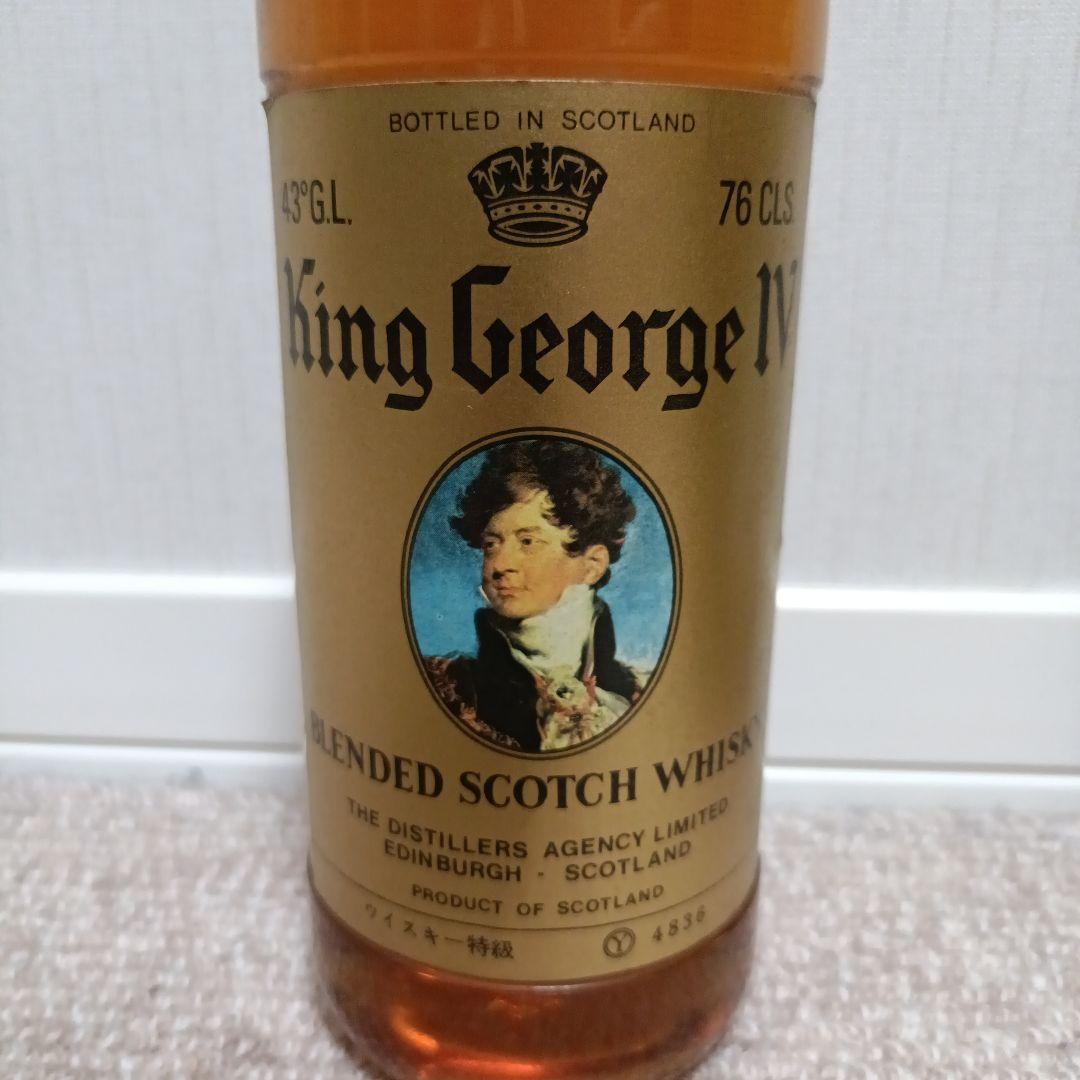 BOTTLED IN SCOTLAND
43°G.L. 76 CLS.
King George IV
BLENDED SCOTCH WHISKY
THE DISTILLERS AGENCY LIMITED
EDINBURGH - SCOTLAND
PRODUCT OF SCOTLAND
ウイスキー特級 Ⓨ 4836